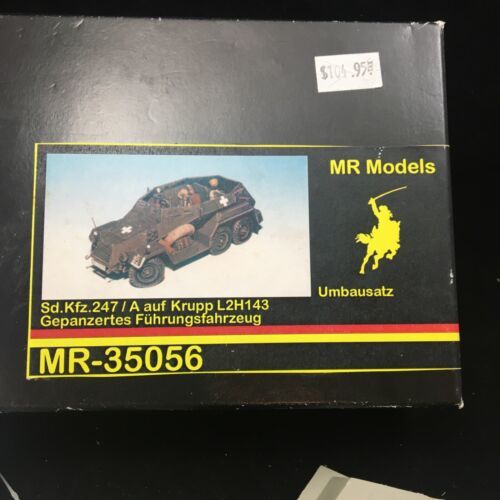 $104.95
MR Models
Umbausatz
Sd.Kfz.247 / A auf Krupp L2H143
Gepanzertes Führungsfahrzeug
MR-35056